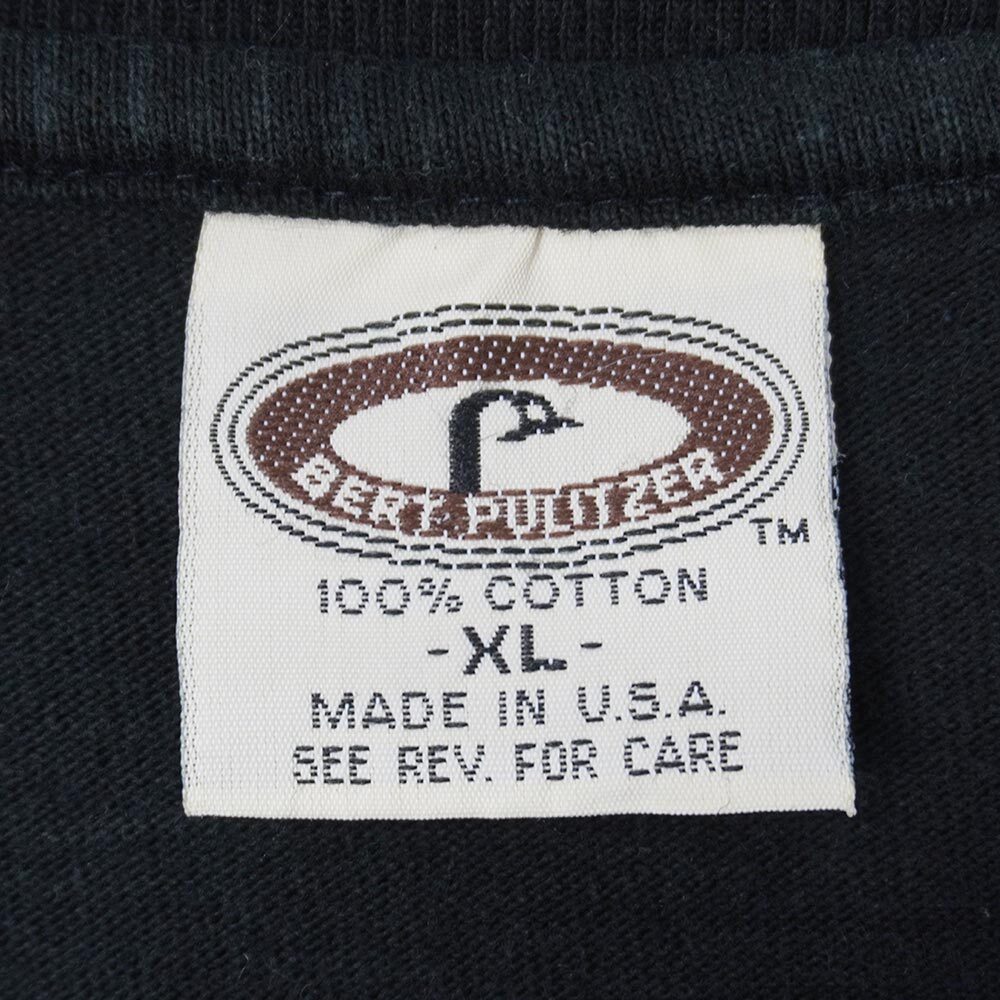 BERT PULITZER
TM
100% COTTON
-XL-
MADE IN U.S.A.
SEE REV. FOR CARE